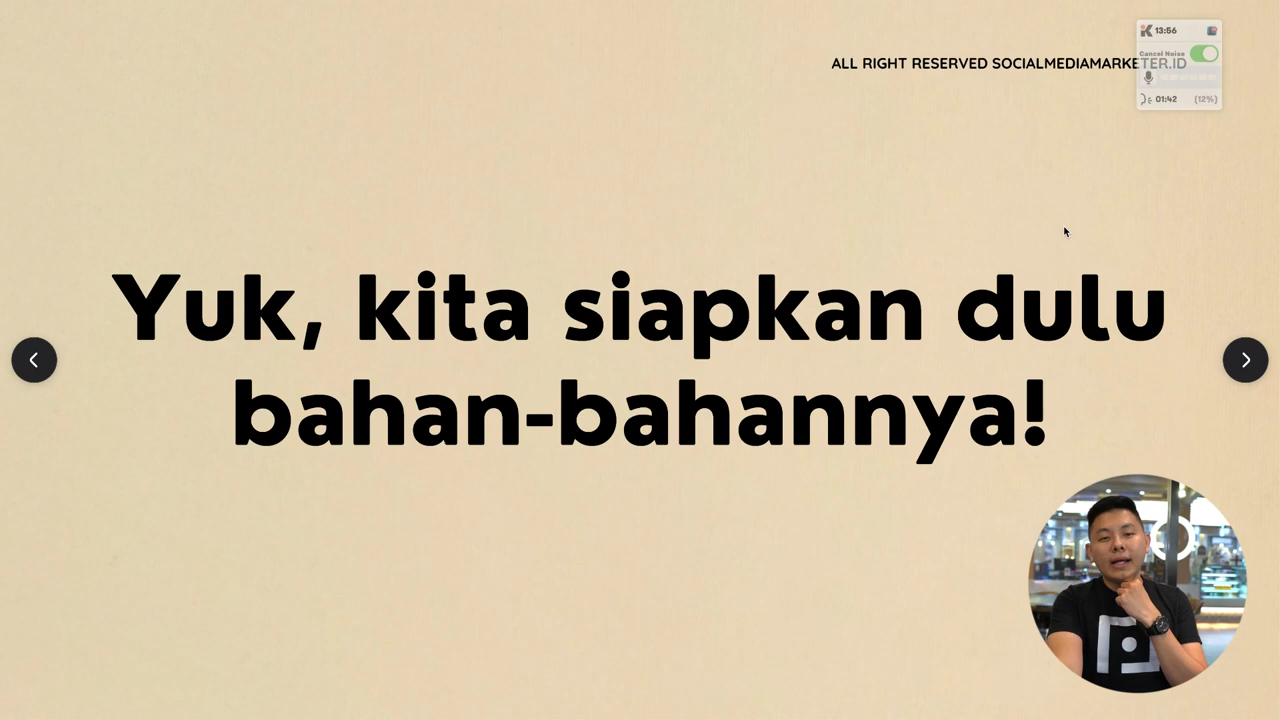 13:56
Cancel Noise
ALL RIGHT RESERVED SOCIALMEDIAMARKETER.ID
01:42 (12%)
Yuk, kita siapkan dulu
bahan-bahannya!